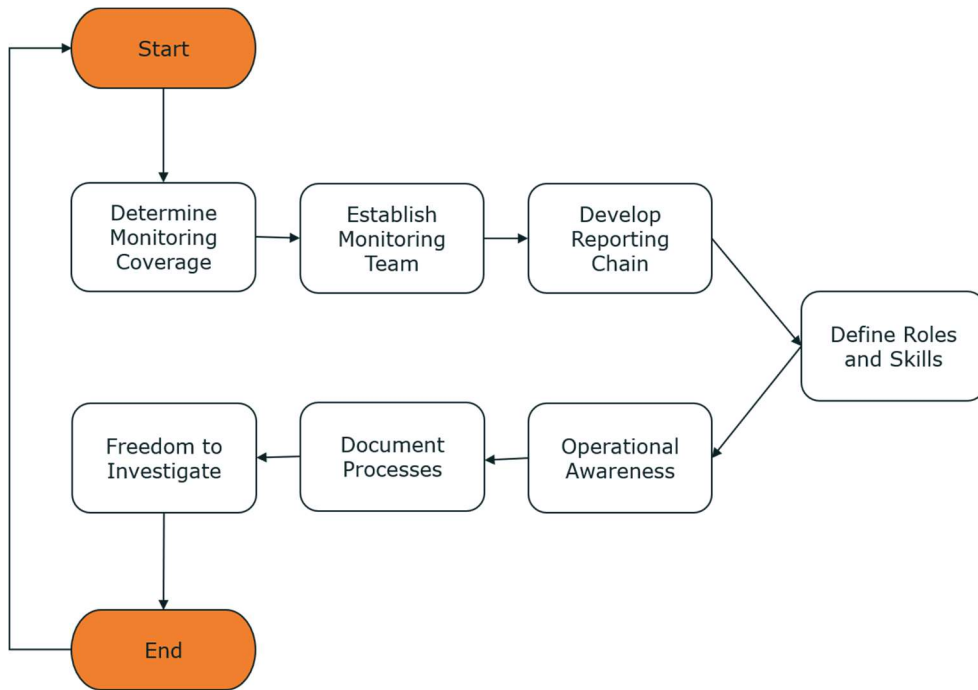 Start
Determine
Monitoring
Coverage
Establish
Monitoring
Team
Develop
Reporting
Chain
Define Roles
and Skills
Operational
Awareness
Document
Processes
Freedom to
Investigate
End